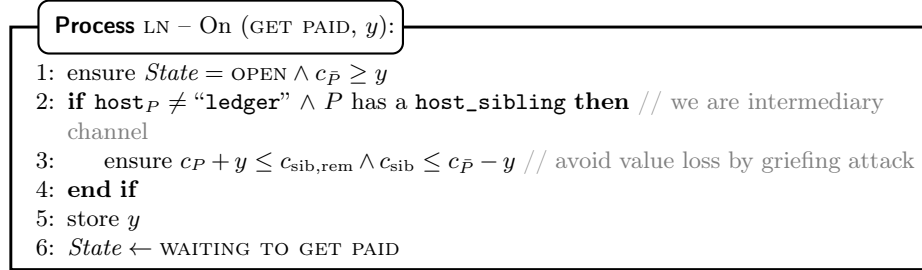 Process LN – On (GET PAID, y):
1: ensure State = OPEN ∧ c_P̄ ≥ y
2: if host_P ≠ “ledger” ∧ P has a host_sibling then // we are intermediary
channel
3: ensure c_P + y ≤ c_sib,rem ∧ c_sib ≤ c_P̄ − y // avoid value loss by griefing attack
4: end if
5: store y
6: State ← WAITING TO GET PAID